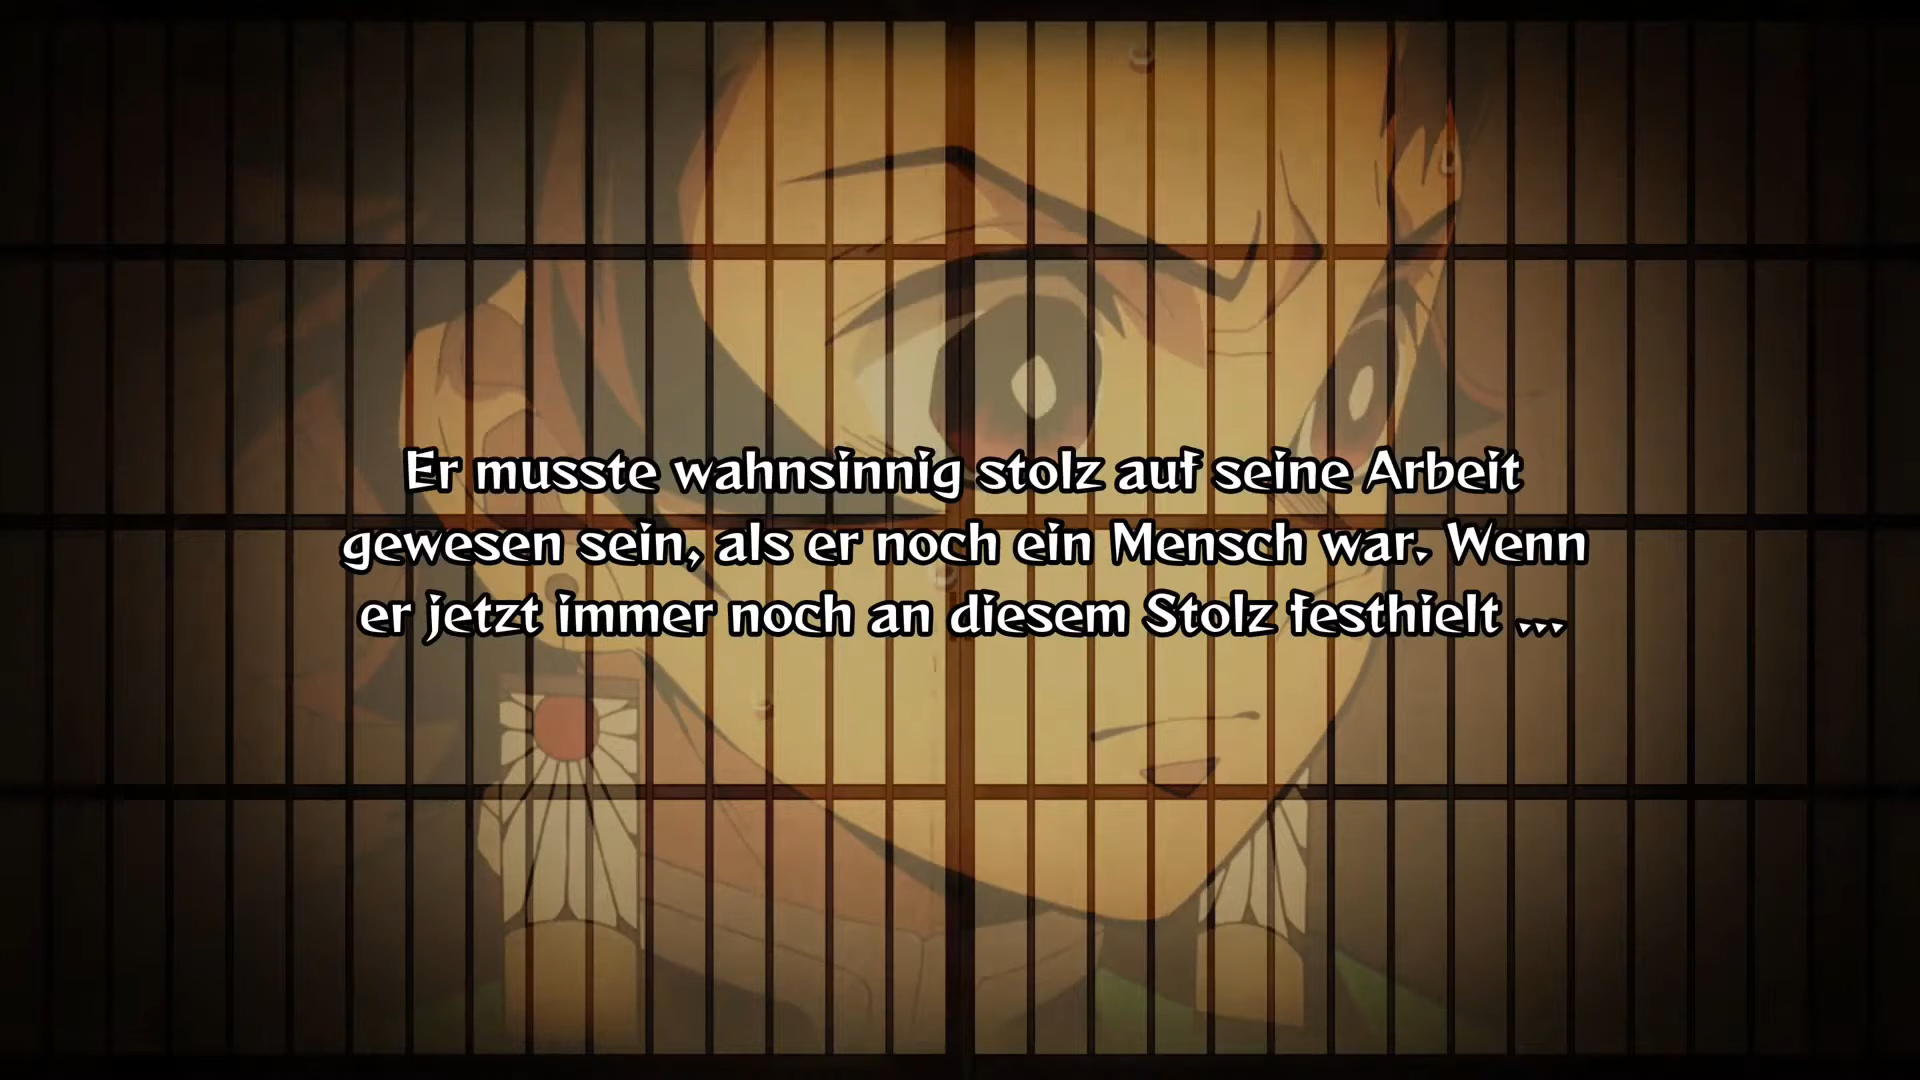 Er musste wahnsinnig stolz auf seine Arbeit
gewesen sein, als er noch ein Mensch war. Wenn
er jetzt immer noch an diesem Stolz festhielt ...